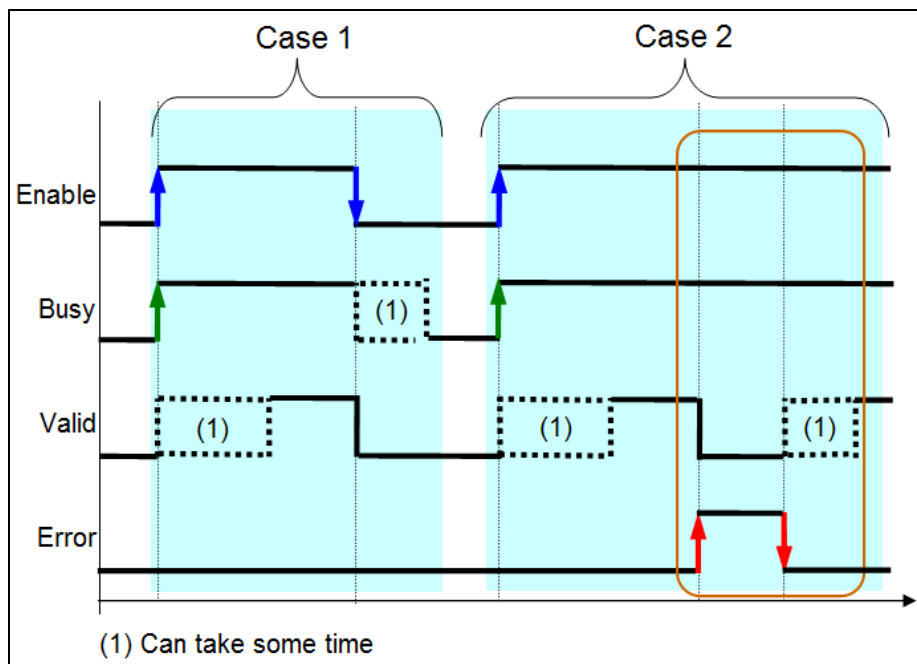 Case 1
Case 2
Enable
Busy
(1)
Valid
(1)
(1)
(1)
Error
(1) Can take some time